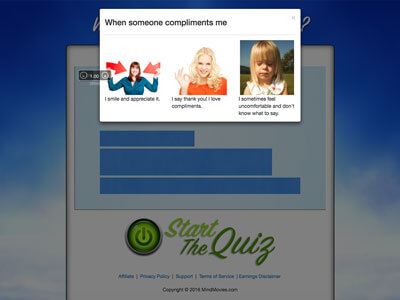 ?
When someone compliments me
×
1.00
I smile and appreciate it.
I say thank you! I love
compliments.
I sometimes feel
uncomfortable and don't
know what to say.
Start
The Quiz
Affiliate | Privacy Policy | Support | Terms of Service | Earnings Disclaimer
Copyright © 2016 MindMovies.com